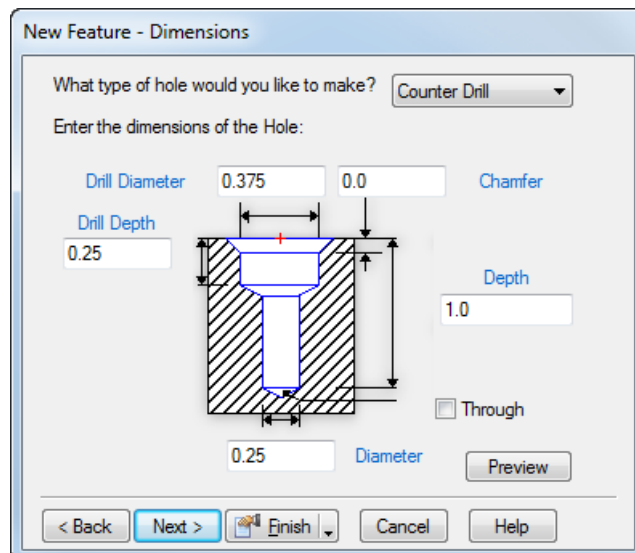 New Feature - Dimensions
What type of hole would you like to make? Counter Drill
Enter the dimensions of the Hole:
Drill Diameter 0.375 0.0 Chamfer
Drill Depth
0.25
Depth
1.0
Through
0.25 Diameter
Preview
< Back Next > Finish Cancel Help